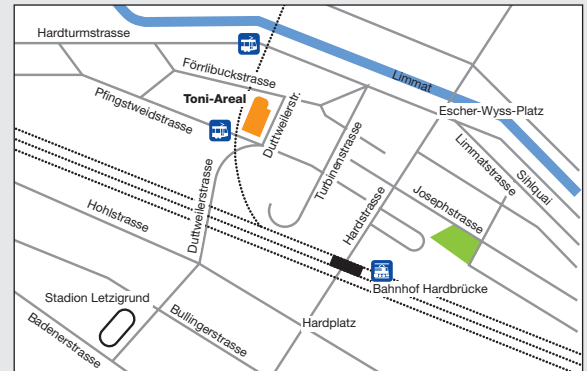 Hardturmstrasse
Förrlibuckstrasse
Limmat
Toni-Areal
Pfingstweidstrasse
Duttweilerstr.
Escher-Wyss-Platz
Limmatstrasse
Sihlquai
Turbinenstrasse
Josephstrasse
Duttweilerstrasse
Hardstrasse
Hohlstrasse
Bahnhof Hardbrücke
Stadion Letzigrund
Hardplatz
Bullingerstrasse
Badenerstrasse